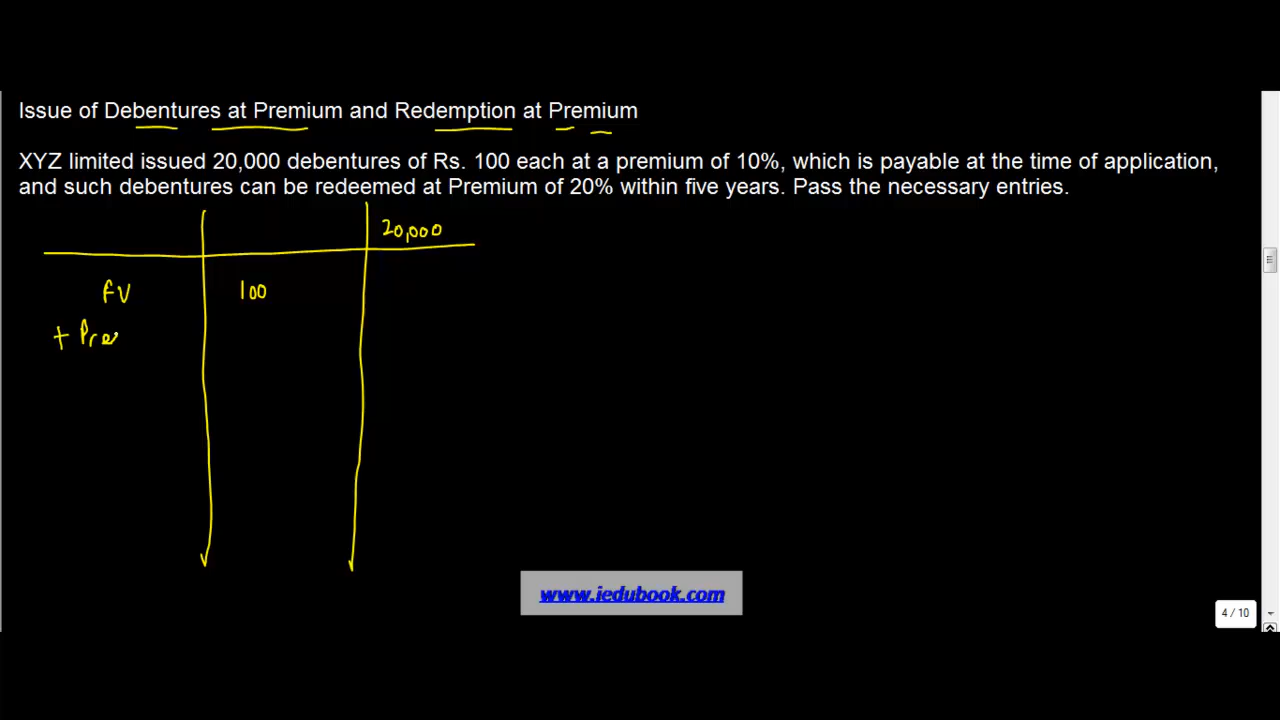 Issue of Debentures at Premium and Redemption at Premium
XYZ limited issued 20,000 debentures of Rs. 100 each at a premium of 10%, which is payable at the time of application,
and such debentures can be redeemed at Premium of 20% within five years. Pass the necessary entries.
20,000
FV 100
+ Pre
www.iedubook.com
4 / 10